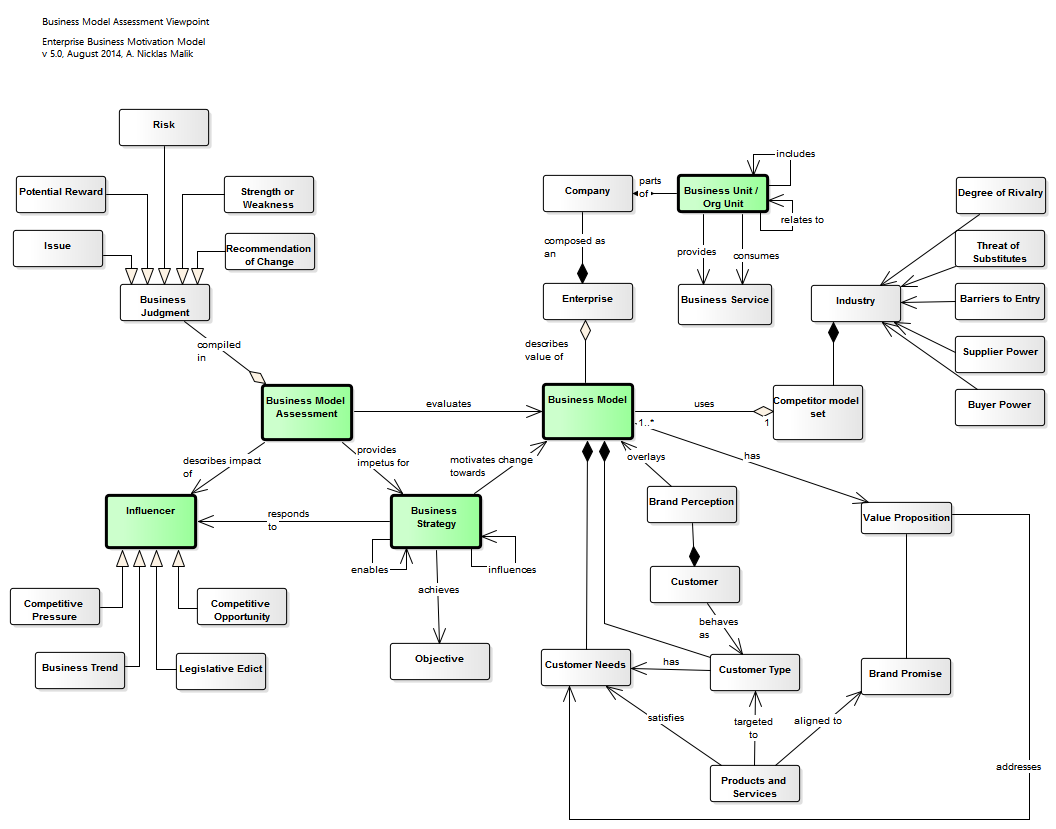 Business Model Assessment Viewpoint
Enterprise Business Motivation Model
v 5.0, August 2014, A. Nicklas Malik
Risk
Potential Reward
Strength or
Weakness
Issue
Recommendation
of Change
Business
Judgment
compiled
in
Business Model
Assessment
evaluates
describes impact
of
provides
impetus for
Influencer
responds
to
Business
Strategy
motivates change
towards
enables
influences
achieves
Objective
Competitive
Pressure
Competitive
Opportunity
Business Trend
Legislative Edict
Company
parts
of
Business Unit /
Org Unit
includes
relates to
composed as
an
provides
consumes
Enterprise
Business Service
describes
value of
Business Model
1..*
uses
1
Competitor model
set
Industry
Degree of Rivalry
Threat of
Substitutes
Barriers to Entry
Supplier Power
Buyer Power
overlays
has
Brand Perception
Value Proposition
Customer
behaves
as
Customer Needs
has
Customer Type
Brand Promise
satisfies
targeted
to
aligned to
Products and
Services
addresses